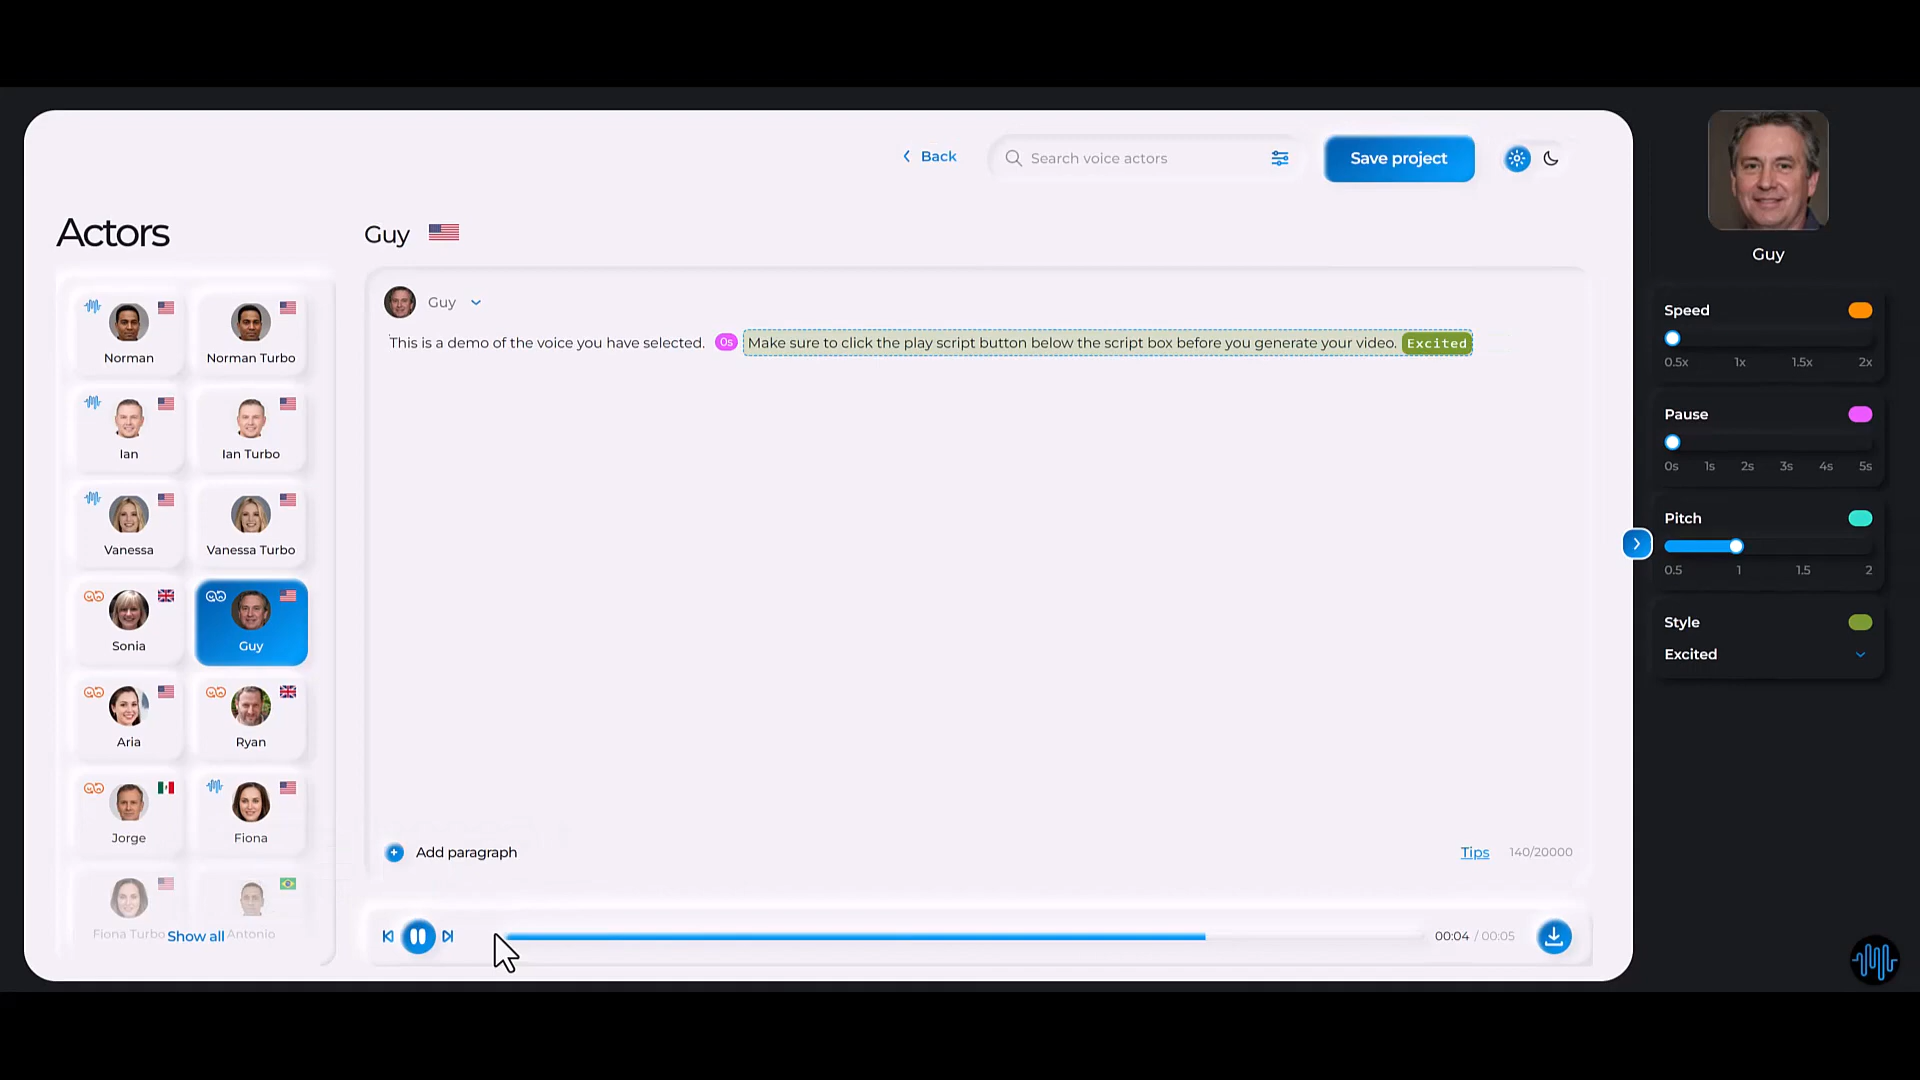 Back
Search voice actors
Save project
Actors
Norman
Norman Turbo
Ian
Ian Turbo
Vanessa
Vanessa Turbo
Sonia
Guy
Aria
Ryan
Jorge
Fiona
Fiona Turbo
Show all
Antonio
Guy
Guy
This is a demo of the voice you have selected. 0s Make sure to click the play script button below the script box before you generate your video. Excited
Add paragraph
Tips
140/20000
00:04 / 00:05
Guy
Speed
0.5x 1x 1.5x 2x
Pause
0s 1s 2s 3s 4s 5s
Pitch
0.5 1 1.5 2
Style
Excited